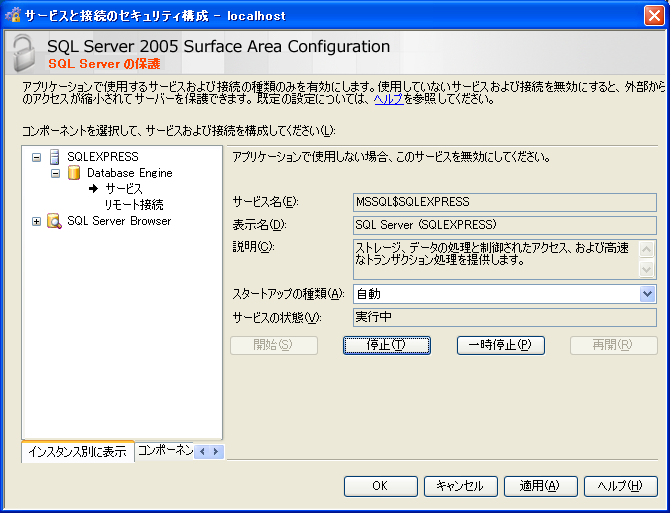 サービスと接続のセキュリティ構成 - localhost
SQL Server 2005 Surface Area Configuration
SQL Server の保護
アプリケーションで使用するサービスおよび接続の種類のみを有効にします。使用していないサービスおよび接続を無効にすると、外部から
のアクセスが縮小されてサーバーを保護できます。既定の設定については、ヘルプを参照してください。
コンポーネントを選択して、サービスおよび接続を構成してください(L):
SQLEXPRESS
Database Engine
サービス
リモート接続
SQL Server Browser
インスタンス別に表示
コンポーネン
アプリケーションで使用しない場合、このサービスを無効にしてください。
サービス名(E): MSSQL$SQLEXPRESS
表示名(D): SQL Server (SQLEXPRESS)
説明(C): ストレージ、データの処理と制御されたアクセス、および高速
なトランザクション処理を提供します。
スタートアップの種類(A): 自動
サービスの状態(V): 実行中
開始(S) 停止(T) 一時停止(P) 再開(R)
OK キャンセル 適用(A) ヘルプ(H)